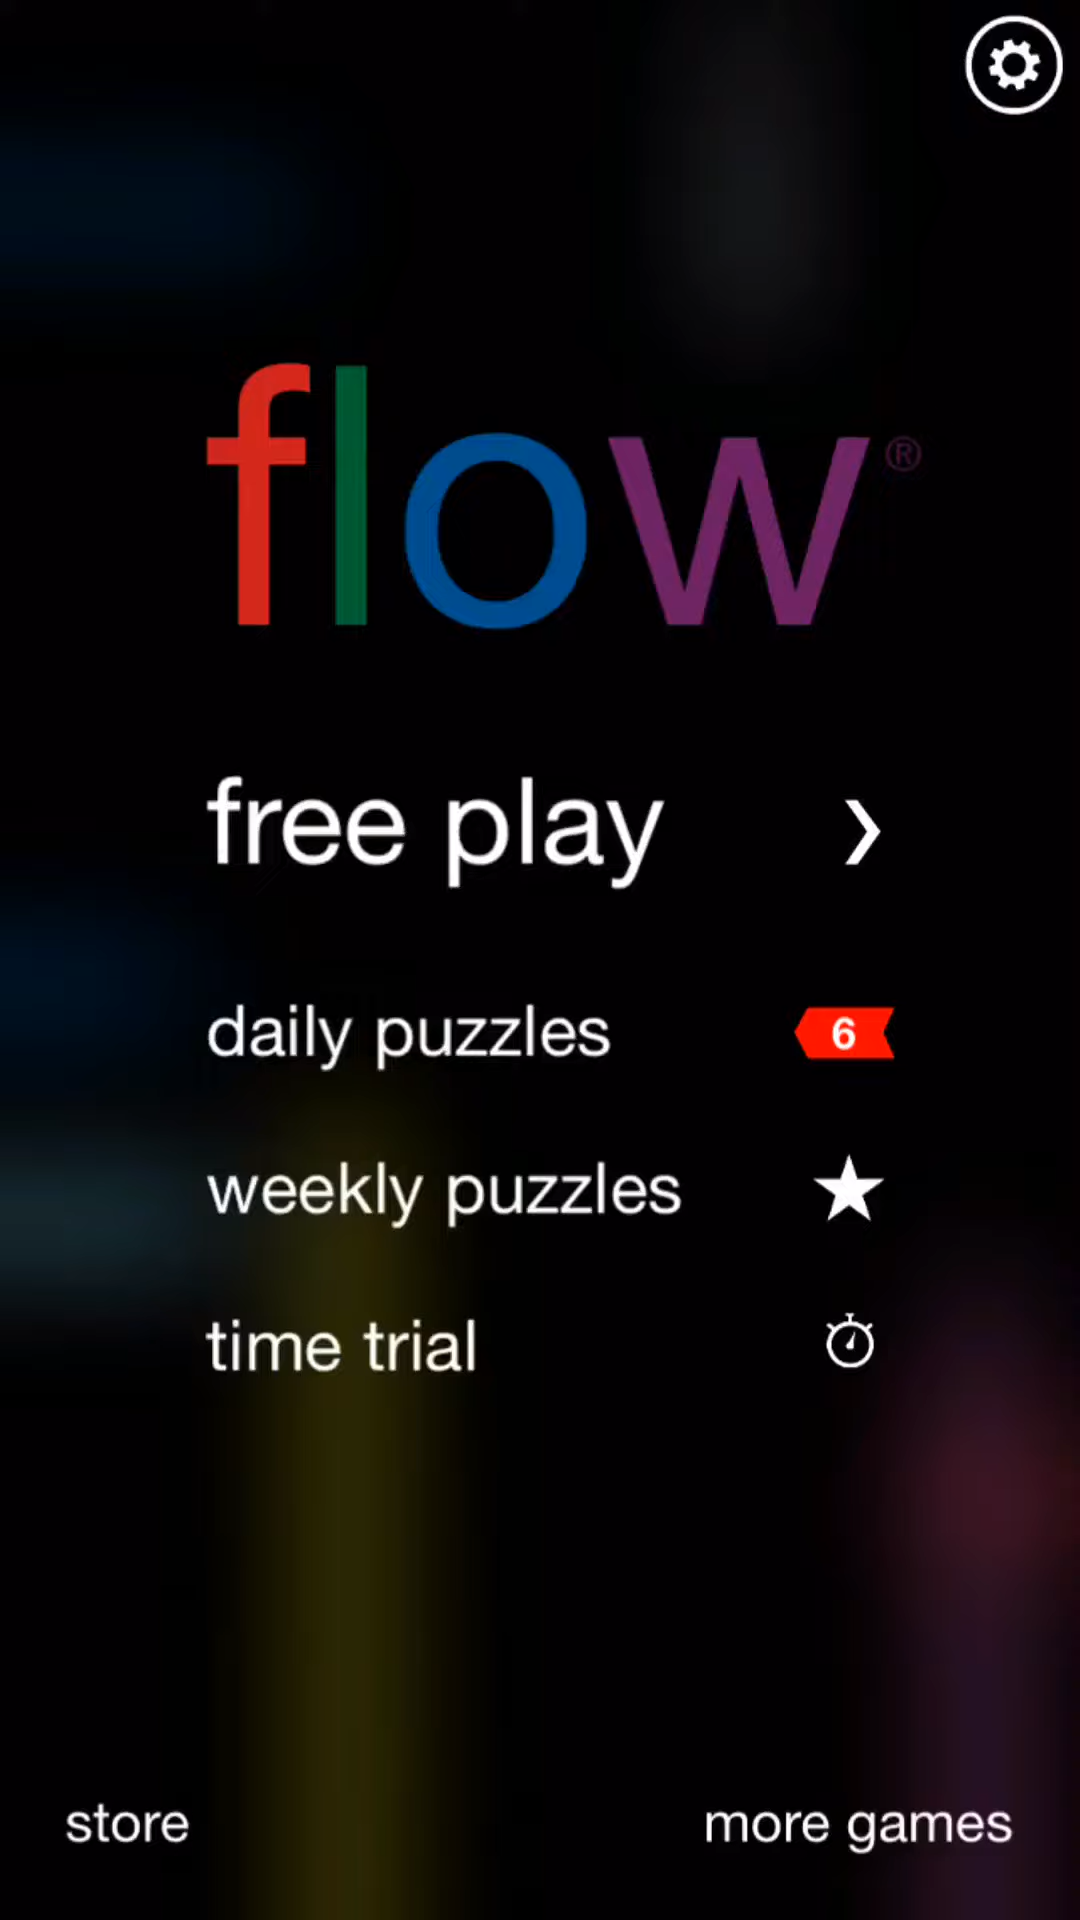 flow®
free play
daily puzzles 6
weekly puzzles
time trial
store
more games